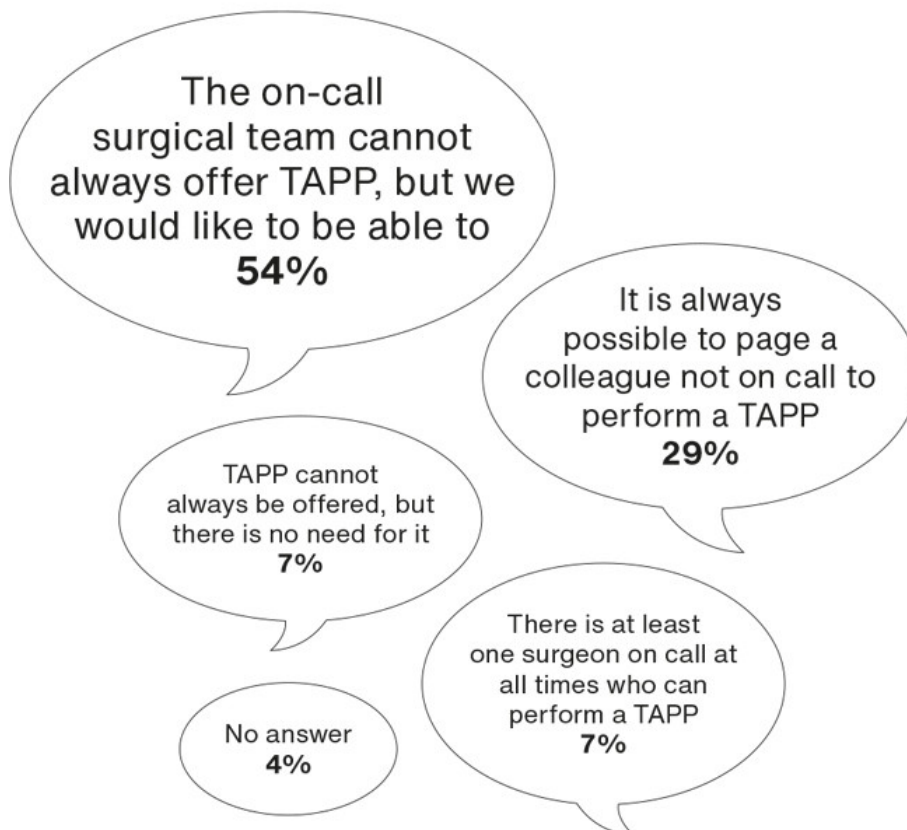 The on-call
surgical team cannot
always offer TAPP, but we
would like to be able to
54%
It is always
possible to page a
colleague not on call to
perform a TAPP
29%
TAPP cannot
always be offered, but
there is no need for it
7%
There is at least
one surgeon on call at
all times who can
perform a TAPP
7%
No answer
4%